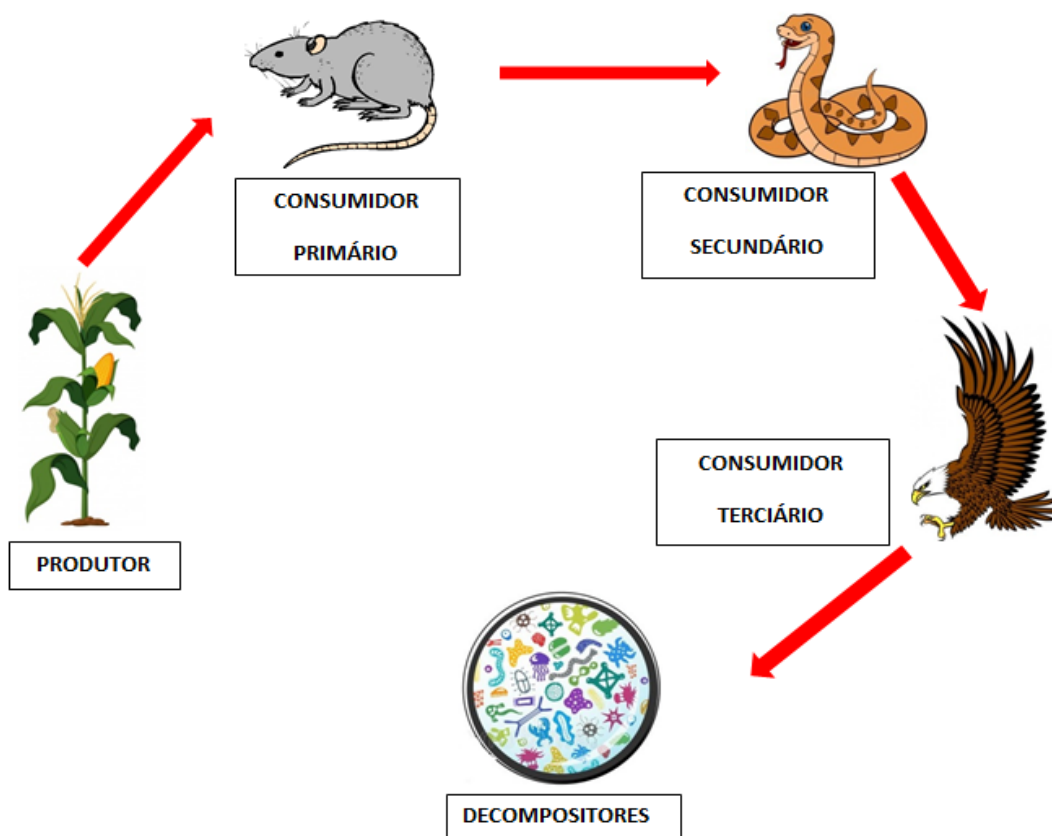 CONSUMIDOR
PRIMÁRIO
CONSUMIDOR
SECUNDÁRIO
CONSUMIDOR
TERCIÁRIO
PRODUTOR
DECOMPOSITORES